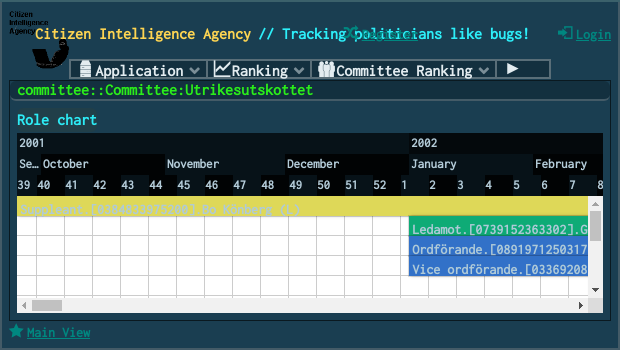 Citizen
Intelligence
Agency
Citizen Intelligence Agency // Tracking politicians like bugs!
Register
Login
Application
Ranking
Committee Ranking
committee::Committee:Utrikesutskottet
Role chart
2001 2002
Se… October November December January February
39 40 41 42 43 44 45 46 47 48 49 50 51 52 1 2 3 4 5 6 7 8
Bo Könberg (L)
Ledamot.[0739152363302].G
Ordförande.[0891971250317
Vice ordförande.[03369208
Main View